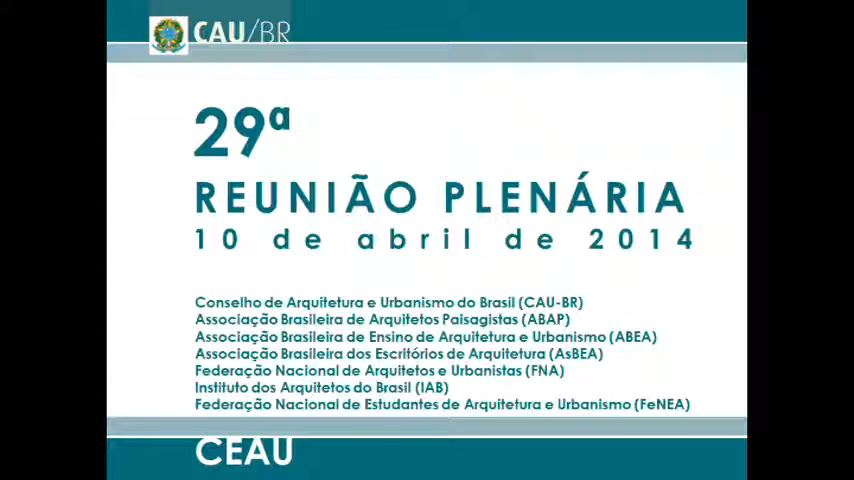 CAU/BR
29ª
REUNIÃO PLENÁRIA
10 de abril de 2014
Conselho de Arquitetura e Urbanismo do Brasil (CAU-BR)
Associação Brasileira de Arquitetos Paisagistas (ABAP)
Associação Brasileira de Ensino de Arquitetura e Urbanismo (ABEA)
Associação Brasileira dos Escritórios de Arquitetura (AsBEA)
Federação Nacional de Arquitetos e Urbanistas (FNA)
Instituto dos Arquitetos do Brasil (IAB)
Federação Nacional de Estudantes de Arquitetura e Urbanismo (FeNEA)
CEAU